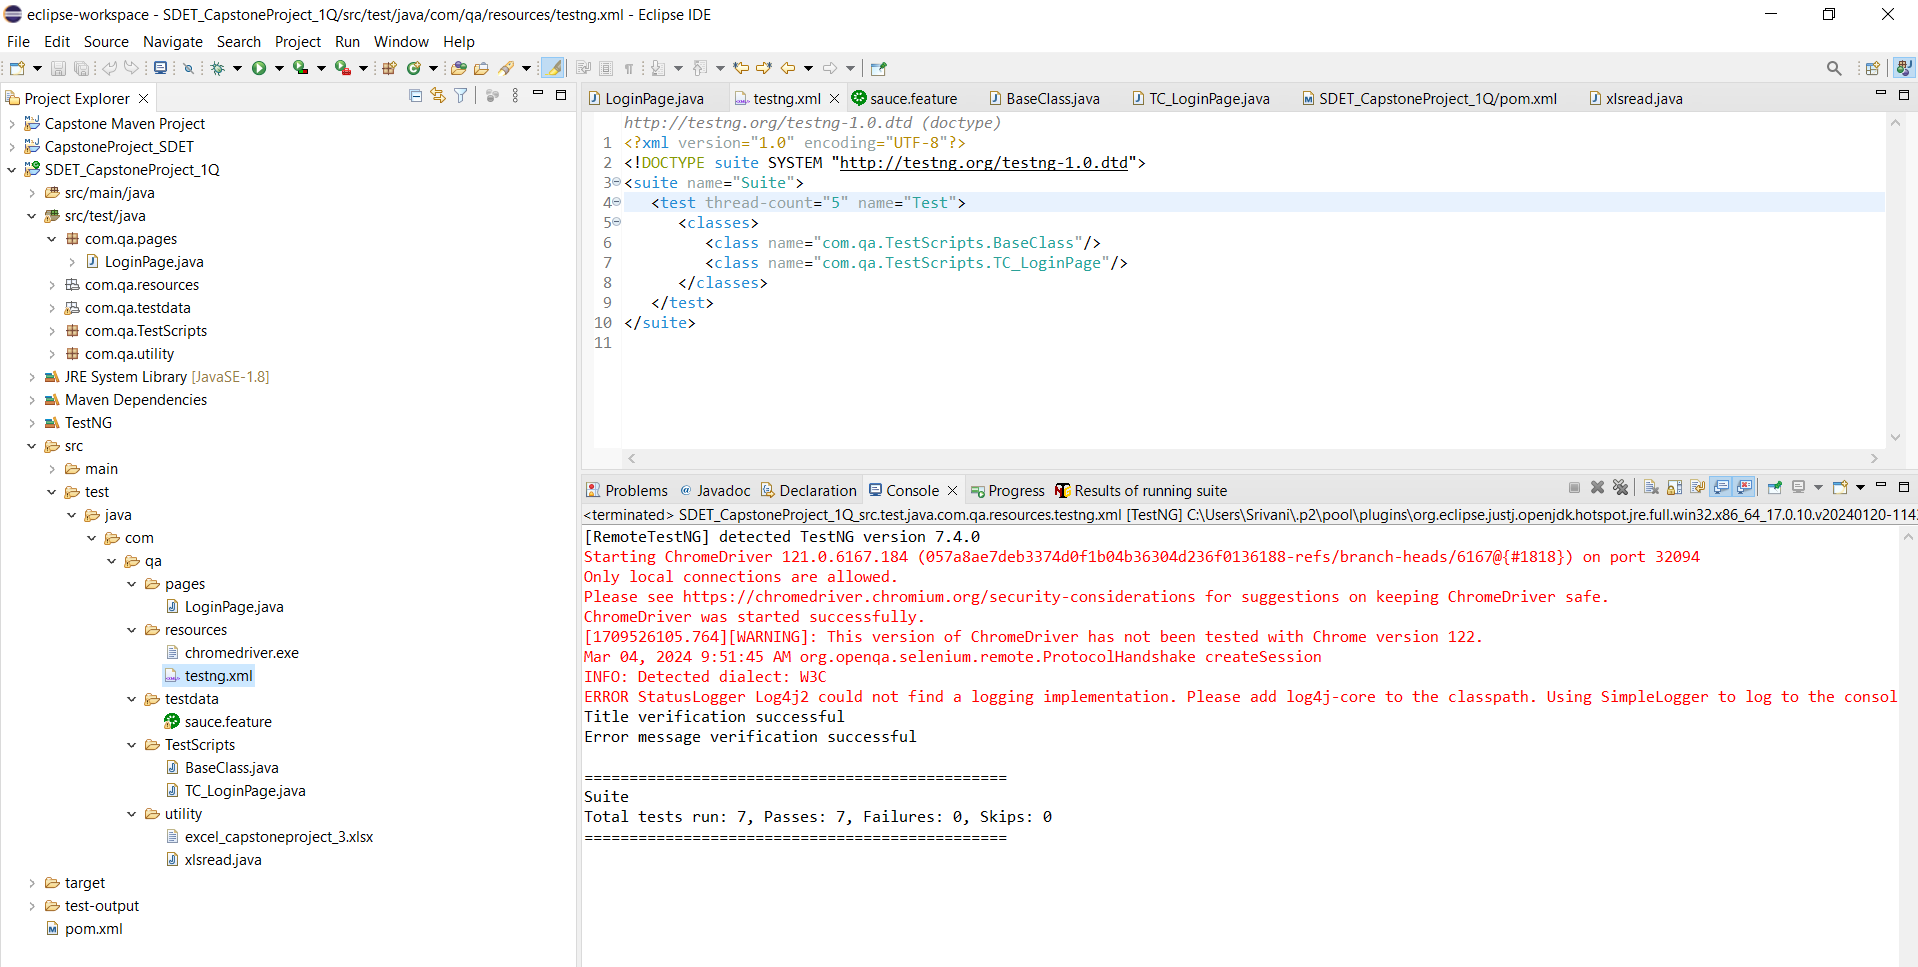 eclipse-workspace - SDET_CapstoneProject_1Q/src/test/java/com/qa/resources/testng.xml - Eclipse IDE
File Edit Source Navigate Search Project Run Window Help
Project Explorer
Capstone Maven Project
CapstoneProject_SDET
SDET_CapstoneProject_1Q
src/main/java
src/test/java
com.qa.pages
LoginPage.java
com.qa.resources
com.qa.testdata
com.qa.TestScripts
com.qa.utility
JRE System Library [JavaSE-1.8]
Maven Dependencies
TestNG
src
main
test
java
com
qa
pages
LoginPage.java
resources
chromedriver.exe
testng.xml
testdata
sauce.feature
TestScripts
BaseClass.java
TC_LoginPage.java
utility
excel_capstoneproject_3.xlsx
xlsread.java
target
test-output
pom.xml
LoginPage.java testng.xml sauce.feature BaseClass.java TC_LoginPage.java SDET_CapstoneProject_1Q/pom.xml xlsread.java
http://testng.org/testng-1.0.dtd (doctype)
1 <?xml version="1.0" encoding="UTF-8"?>
2 <!DOCTYPE suite SYSTEM "http://testng.org/testng-1.0.dtd">
3 <suite name="Suite">
4 <test thread-count="5" name="Test">
5 <classes>
6 <class name="com.qa.TestScripts.BaseClass"/>
7 <class name="com.qa.TestScripts.TC_LoginPage"/>
8 </classes>
9 </test>
10 </suite>
11
Problems Javadoc Declaration Console Progress Results of running suite
<terminated> SDET_CapstoneProject_1Q_src.test.java.com.qa.resources.testng.xml [TestNG] C:\Users\Srivani\.p2\pool\plugins\org.eclipse.justj.openjdk.hotspot.jre.full.win32.x86_64_17.0.10.v20240120-114
[RemoteTestNG] detected TestNG version 7.4.0
Starting ChromeDriver 121.0.6167.184 (057a8ae7deb3374d0f1b04b36304d236f0136188-refs/branch-heads/6167@{#1818}) on port 32094
Only local connections are allowed.
Please see https://chromedriver.chromium.org/security-considerations for suggestions on keeping ChromeDriver safe.
ChromeDriver was started successfully.
[1709526105.764][WARNING]: This version of ChromeDriver has not been tested with Chrome version 122.
Mar 04, 2024 9:51:45 AM org.openqa.selenium.remote.ProtocolHandshake createSession
INFO: Detected dialect: W3C
ERROR StatusLogger Log4j2 could not find a logging implementation. Please add log4j-core to the classpath. Using SimpleLogger to log to the consol
Title verification successful
Error message verification successful
===============================================
Suite
Total tests run: 7, Passes: 7, Failures: 0, Skips: 0
===============================================